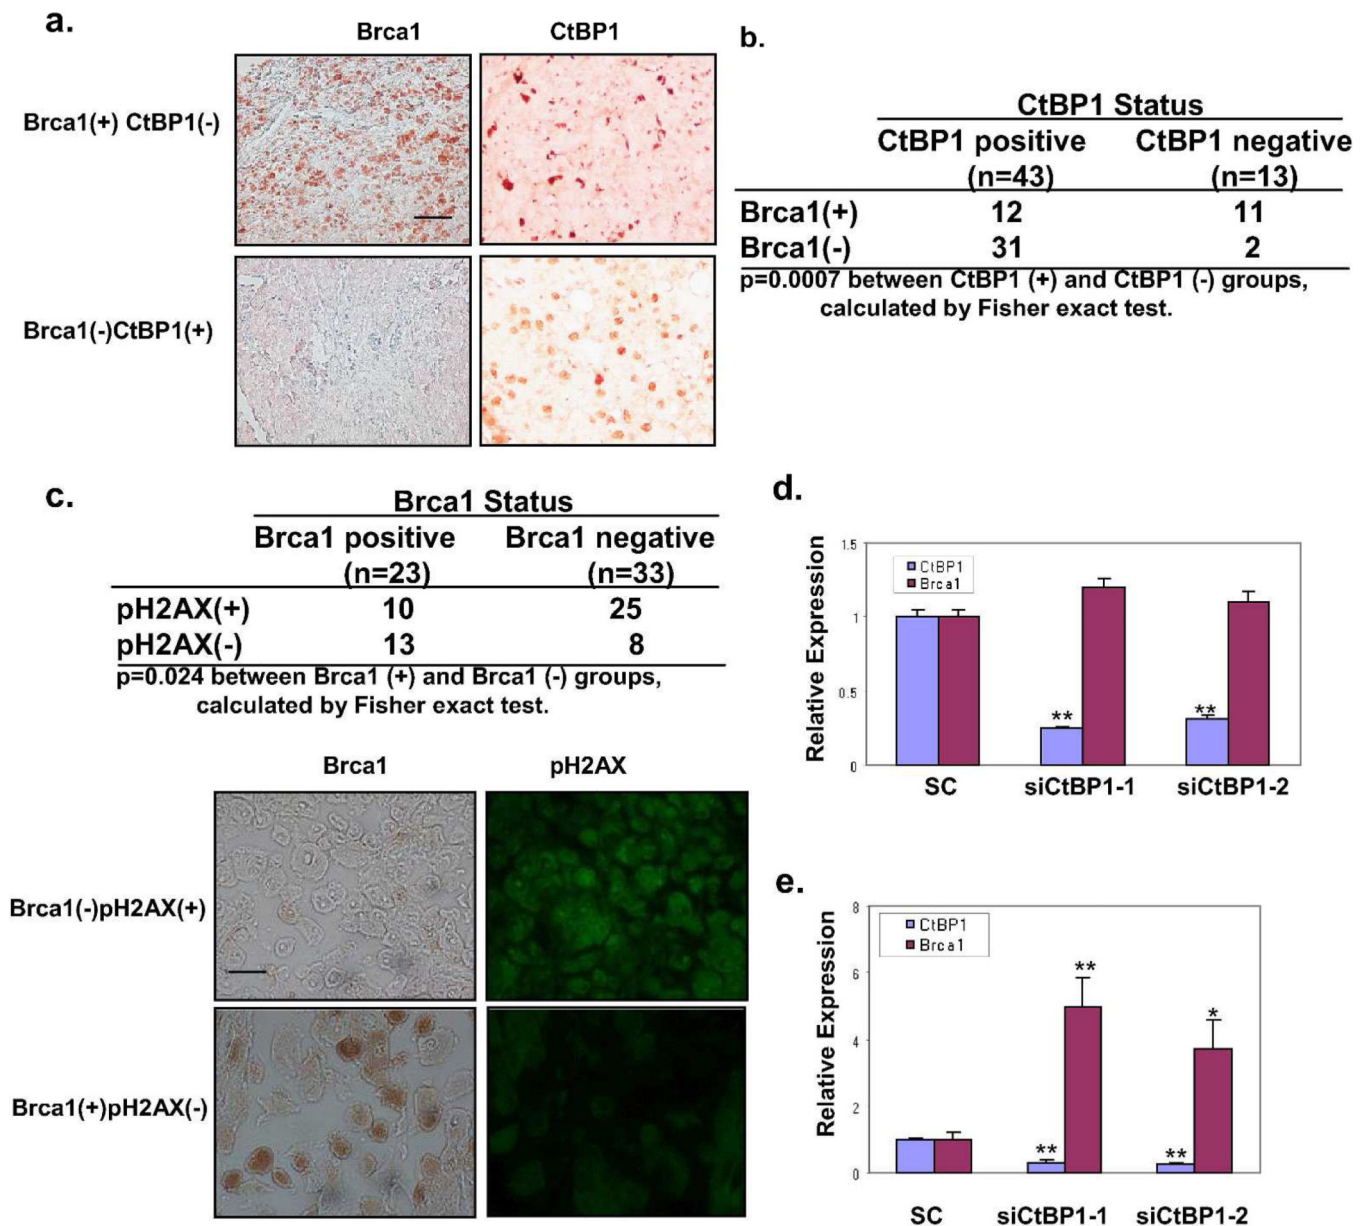 a.
Brca1 CtBP1
Brca1(+) CtBP1(-)
Brca1(-)CtBP1(+)
b.
CtBP1 Status
CtBP1 positive CtBP1 negative
(n=43) (n=13)
Brca1(+) 12 11
Brca1(-) 31 2
p=0.0007 between CtBP1 (+) and CtBP1 (-) groups,
calculated by Fisher exact test.
c.
Brca1 Status
Brca1 positive Brca1 negative
(n=23) (n=33)
pH2AX(+) 10 25
pH2AX(-) 13 8
p=0.024 between Brca1 (+) and Brca1 (-) groups,
calculated by Fisher exact test.
Brca1 pH2AX
Brca1(-)pH2AX(+)
Brca1(+)pH2AX(-)
d.
Relative Expression
1.5
1
0.5
0
CtBP1
Brca1
** **
SC siCtBP1-1 siCtBP1-2
e.
Relative Expression
8
6
4
2
0
CtBP1
Brca1
** *
** **
SC siCtBP1-1 siCtBP1-2